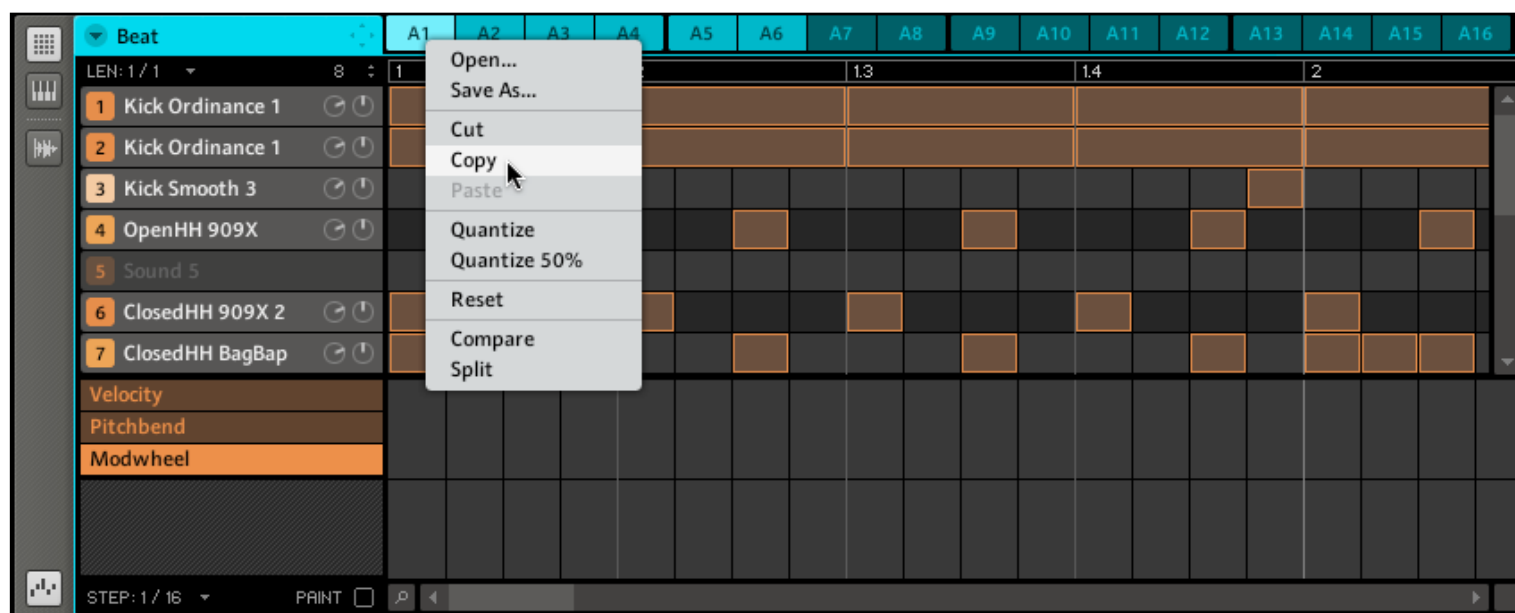 Beat A1 A2 A3 A4 A5 A6 A7 A8 A9 A10 A11 A12 A13 A14 A15 A16
LEN: 1 / 1 8 1 1.3 1.4 2
1 Kick Ordinance 1
2 Kick Ordinance 1
3 Kick Smooth 3
4 OpenHH 909X
5 Sound 5
6 ClosedHH 909X 2
7 ClosedHH BagBap
Open...
Save As...
Cut
Copy
Paste
Quantize
Quantize 50%
Reset
Compare
Split
Velocity
Pitchbend
Modwheel
STEP: 1 / 16 PAINT